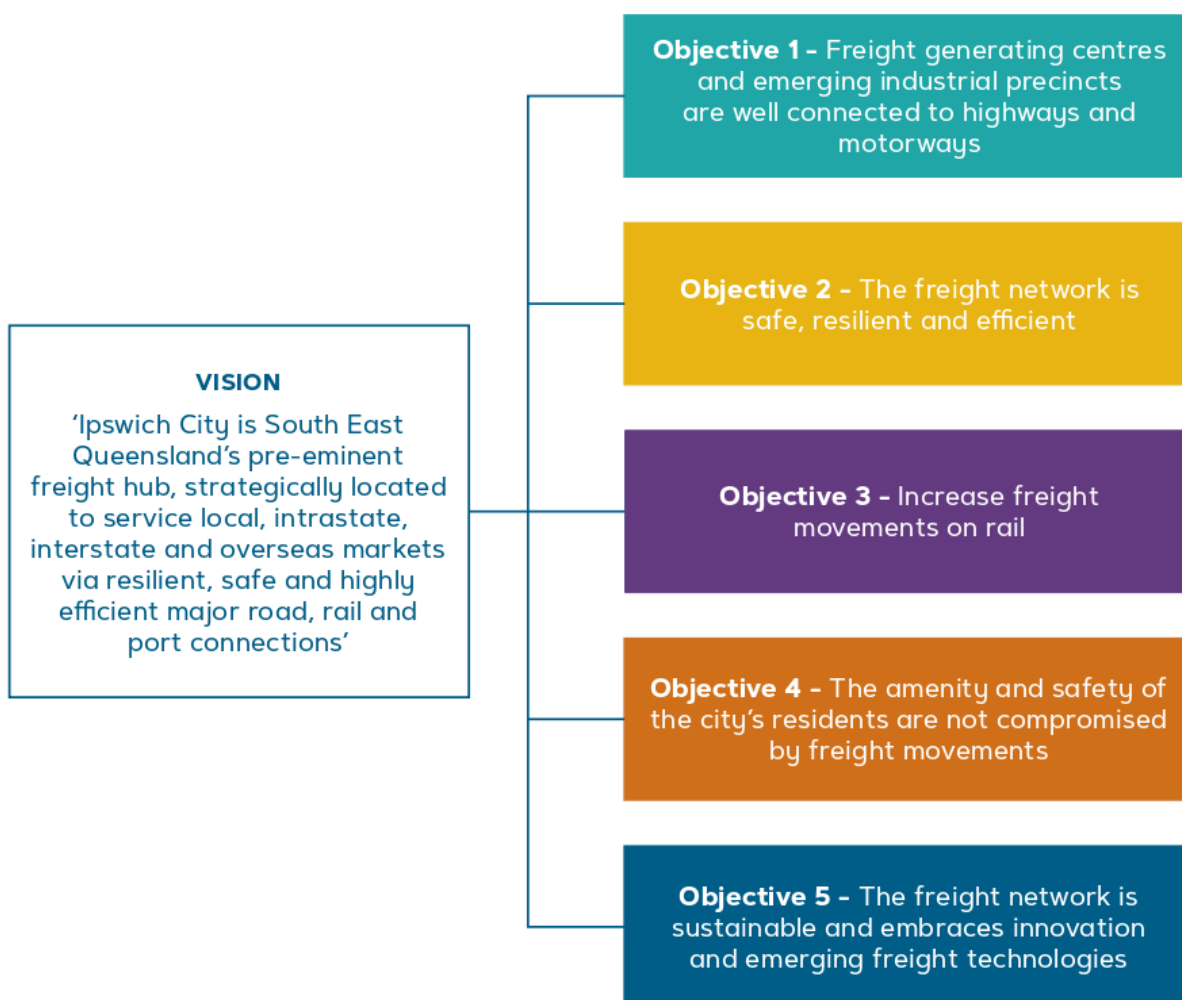 VISION
‘Ipswich City is South East
Queensland’s pre-eminent
freight hub, strategically located
to service local, intrastate,
interstate and overseas markets
via resilient, safe and highly
efficient major road, rail and
port connections’
Objective 1 - Freight generating centres
and emerging industrial precincts
are well connected to highways and
motorways
Objective 2 - The freight network is
safe, resilient and efficient
Objective 3 - Increase freight
movements on rail
Objective 4 - The amenity and safety of
the city’s residents are not compromised
by freight movements
Objective 5 - The freight network is
sustainable and embraces innovation
and emerging freight technologies